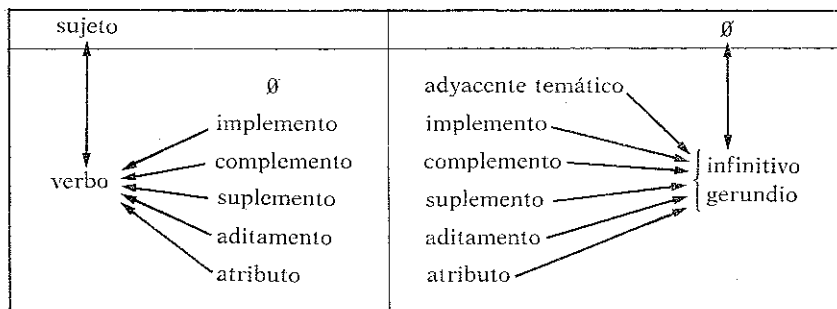 sujeto Ø
Ø adyacente temático
implemento implemento
complemento complemento infinitivo
verbo suplemento suplemento gerundio
aditamento aditamento
atributo atributo